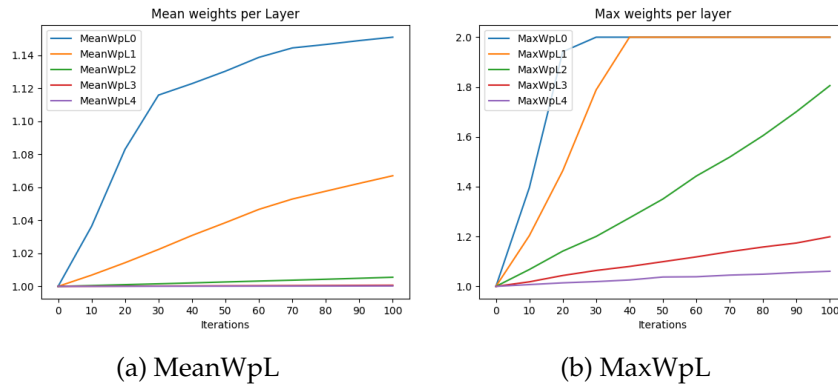 Mean weights per Layer
MeanWpL0
MeanWpL1
MeanWpL2
MeanWpL3
MeanWpL4
1.14
1.12
1.10
1.08
1.06
1.04
1.02
1.00
0 10 20 30 40 50 60 70 80 90 100
Iterations
(a) MeanWpL
Max weights per layer
MaxWpL0
MaxWpL1
MaxWpL2
MaxWpL3
MaxWpL4
2.0
1.8
1.6
1.4
1.2
1.0
0 10 20 30 40 50 60 70 80 90 100
Iterations
(b) MaxWpL